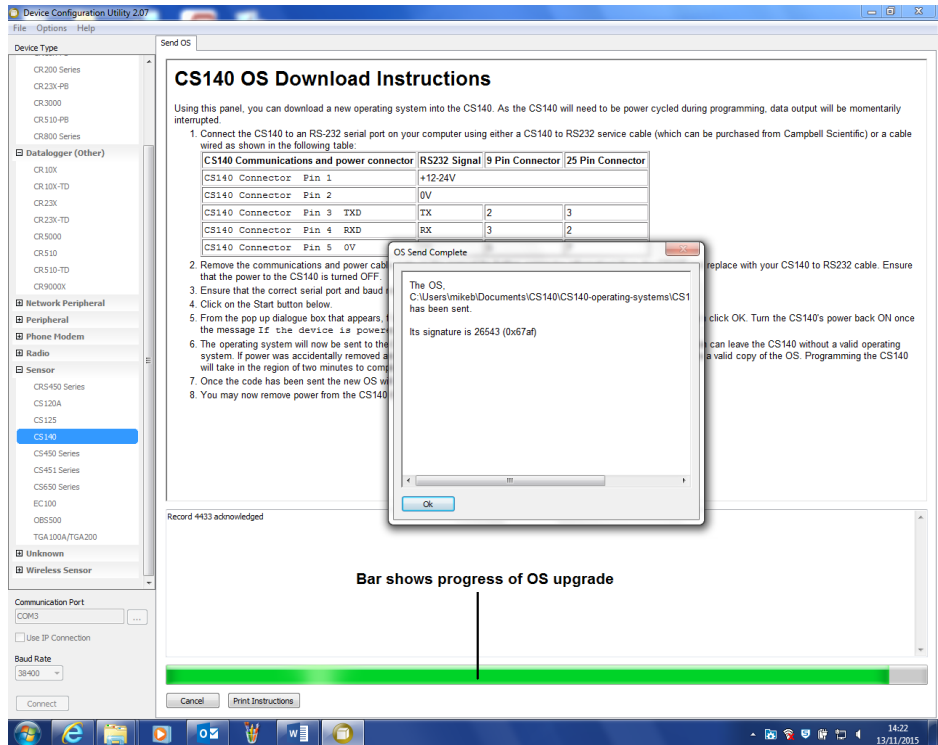 Device Configuration Utility 2.07
File Options Help
Device Type
CR200 Series
CR23X-PB
CR3000
CR510-PB
CR800 Series
Datalogger (Other)
CR10X
CR10X-TD
CR23X
CR23X-TD
CR5000
CR510
CR510-TD
CR9000X
Network Peripheral
Peripheral
Phone Modem
Radio
Sensor
CRS450 Series
CS120A
CS125
CS140
CS450 Series
CS451 Series
CS650 Series
EC100
OBS500
TGA100A/TGA200
Unknown
Wireless Sensor
Communication Port
COM3
...
Use IP Connection
Baud Rate
38400
Connect
Send OS
CS140 OS Download Instructions
Using this panel, you can download a new operating system into the CS140. As the CS140 will need to be power cycled during programming, data output will be momentarily
interrupted.
1. Connect the CS140 to an RS-232 serial port on your computer using either a CS140 to RS232 service cable (which can be purchased from Campbell Scientific) or a cable
wired as shown in the following table:
CS140 Communications and power connector RS232 Signal 9 Pin Connector 25 Pin Connector
CS140 Connector Pin 1 +12-24V
CS140 Connector Pin 2 0V
CS140 Connector Pin 3 TXD TX 2 3
CS140 Connector Pin 4 RXD RX 3 2
CS140 Connector Pin 5 0V
2. Remove the communications and power cabl replace with your CS140 to RS232 cable. Ensure
that the power to the CS140 is turned OFF.
3. Ensure that the correct serial port and baud
4. Click on the Start button below.
5. From the pop up dialogue box that appears, click OK. Turn the CS140's power back ON once
the message If the device is power
6. The operating system will now be sent to the can leave the CS140 without a valid operating
system. If power was accidentally removed a a valid copy of the OS. Programming the CS140
will take in the region of two minutes to comp
7. Once the code has been sent the new OS wi
8. You may now remove power from the CS140
OS Send Complete
The OS,
C:\Users\mikeb\Documents\CS140\CS140-operating-systems\CS1
has been sent.
Its signature is 26543 (0x67af)
Ok
Record 4433 acknowledged
Bar shows progress of OS upgrade
Cancel Print Instructions
14:22
13/11/2015